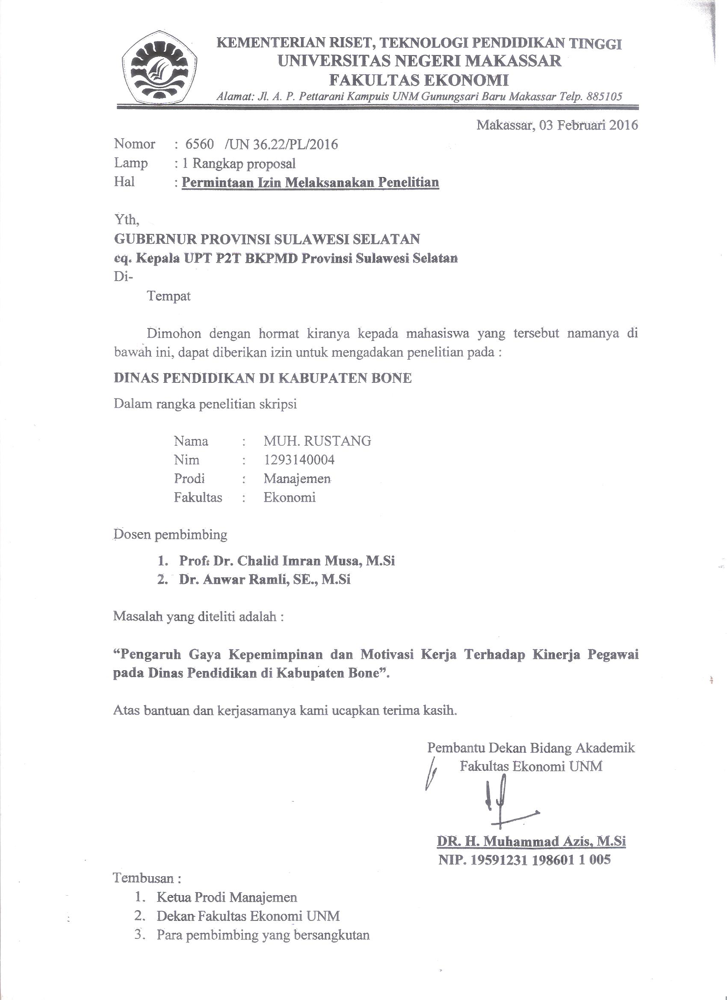 KEMENTERIAN RISET, TEKNOLOGI PENDIDIKAN TINGGI
UNIVERSITAS NEGERI MAKASSAR
FAKULTAS EKONOMI
Alamat: Jl. A. P. Pettarani Kampuis UNM Gunungsari Baru Makassar Telp. 885105
Makassar, 03 Februari 2016
Nomor : 6560 /UN 36.22/PL/2016
Lamp : 1 Rangkap proposal
Hal : Permintaan Izin Melaksanakan Penelitian
Yth,
GUBERNUR PROVINSI SULAWESI SELATAN
cq. Kepala UPT P2T BKPMD Provinsi Sulawesi Selatan
Di-
Tempat
Dimohon dengan hormat kiranya kepada mahasiswa yang tersebut namanya di
bawah ini, dapat diberikan izin untuk mengadakan penelitian pada :
DINAS PENDIDIKAN DI KABUPATEN BONE
Dalam rangka penelitian skripsi
Nama : MUH. RUSTANG
Nim : 1293140004
Prodi : Manajemen
Fakultas : Ekonomi
Dosen pembimbing
1. Prof. Dr. Chalid Imran Musa, M.Si
2. Dr. Anwar Ramli, SE., M.Si
Masalah yang diteliti adalah :
“Pengaruh Gaya Kepemimpinan dan Motivasi Kerja Terhadap Kinerja Pegawai
pada Dinas Pendidikan di Kabupaten Bone”.
Atas bantuan dan kerjasamanya kami ucapkan terima kasih.
Pembantu Dekan Bidang Akademik
Fakultas Ekonomi UNM
DR. H. Muhammad Azis, M.Si
NIP. 19591231 198601 1 005
Tembusan :
1. Ketua Prodi Manajemen
2. Dekan Fakultas Ekonomi UNM
3. Para pembimbing yang bersangkutan